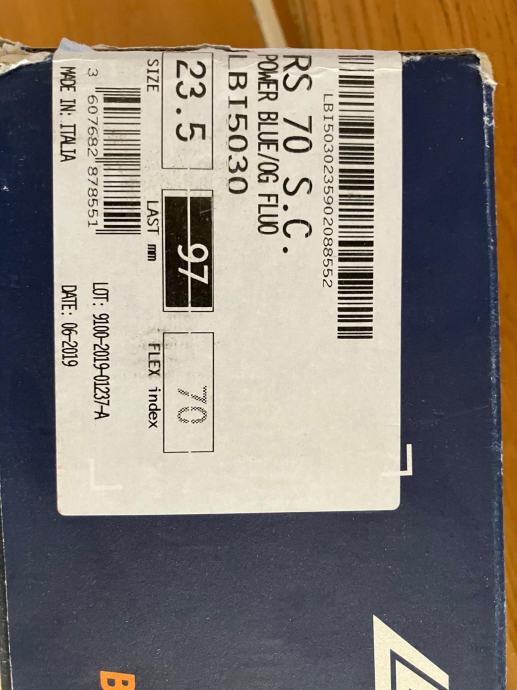 LBI5030235902088552
RS 70 S.C.
POWER BLUE/OG FLUO
LBI5030
23.5
97
70
SIZE
LAST mm
FLEX index
3 607682 878551
LOT: 9100-2019-01237-A
MADE IN: ITALIA
DATE: 06-2019
B